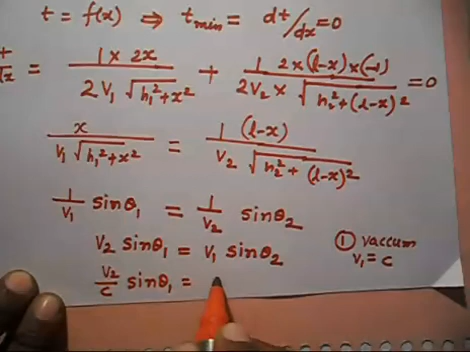 t = f(x) ⇒ t_min = dt/dx = 0
t/dx = 1 × 2x / 2V₁ √(h₁² + x²) + 1 2×(l-x)×(-1) / 2V₂ × √(h₂² + (l-x)²) = 0
x / V₁ √(h₁² + x²) = 1 (l-x) / V₂ √(h₂² + (l-x)²)
1/V₁ sinθ₁ = 1/V₂ sinθ₂
V₂ sinθ₁ = V₁ sinθ₂
① vaccum
V₁ = c
V₂/c sinθ₁ =